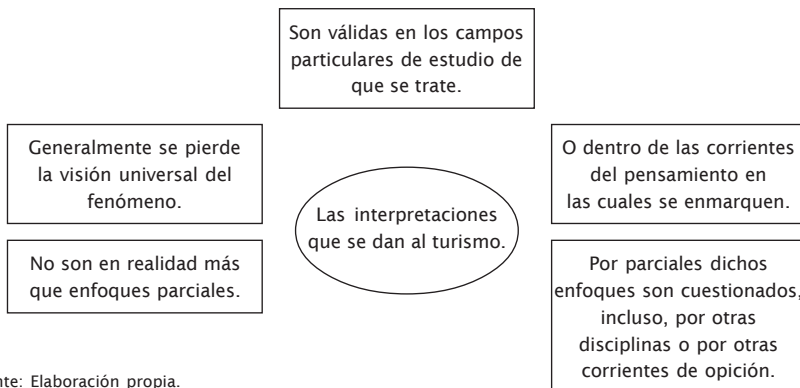 Son válidas en los campos
particulares de estudio de
que se trate.
Generalmente se pierde
la visión universal del
fenómeno.
O dentro de las corrientes
del pensamiento en
las cuales se enmarquen.
Las interpretaciones
que se dan al turismo.
No son en realidad más
que enfoques parciales.
Por parciales dichos
enfoques son cuestionados,
incluso, por otras
disciplinas o por otras
corrientes de opición.
nte: Elaboración propia.